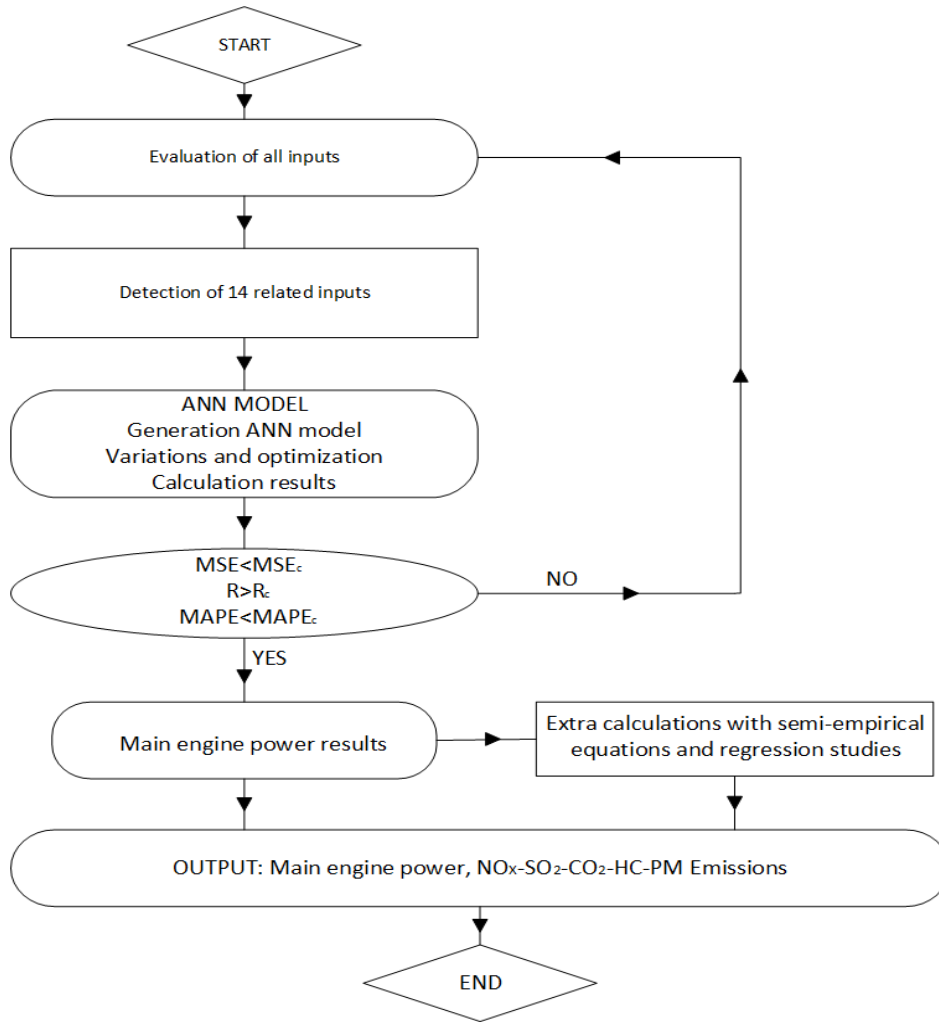 START
Evaluation of all inputs
Detection of 14 related inputs
ANN MODEL
Generation ANN model
Variations and optimization
Calculation results
MSE<MSEc
R>Rc
MAPE<MAPEc
NO
YES
Main engine power results
Extra calculations with semi-empirical
equations and regression studies
OUTPUT: Main engine power, NOx-SO2-CO2-HC-PM Emissions
END